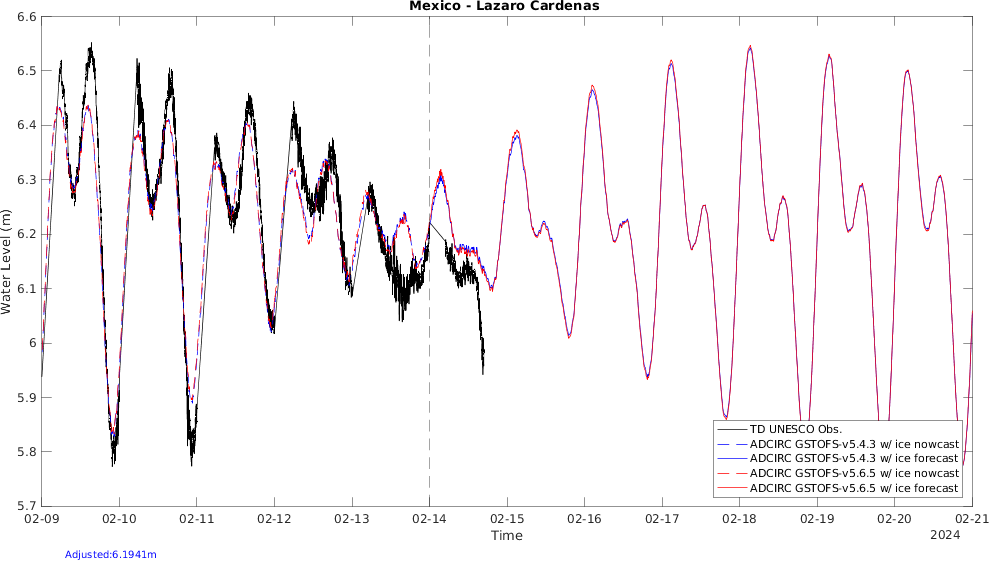 Mexico - Lazaro Cardenas
6.6
6.5
6.4
6.3
6.2
6.1
6
5.9
5.8
5.7
Water Level (m)
TD UNESCO Obs.
ADCIRC GSTOFS-v5.4.3 w/ ice nowcast
ADCIRC GSTOFS-v5.4.3 w/ ice forecast
ADCIRC GSTOFS-v5.6.5 w/ ice nowcast
ADCIRC GSTOFS-v5.6.5 w/ ice forecast
02-09 02-10 02-11 02-12 02-13 02-14 02-15 02-16 02-17 02-18 02-19 02-20 02-21
Time
2024
Adjusted:6.1941m